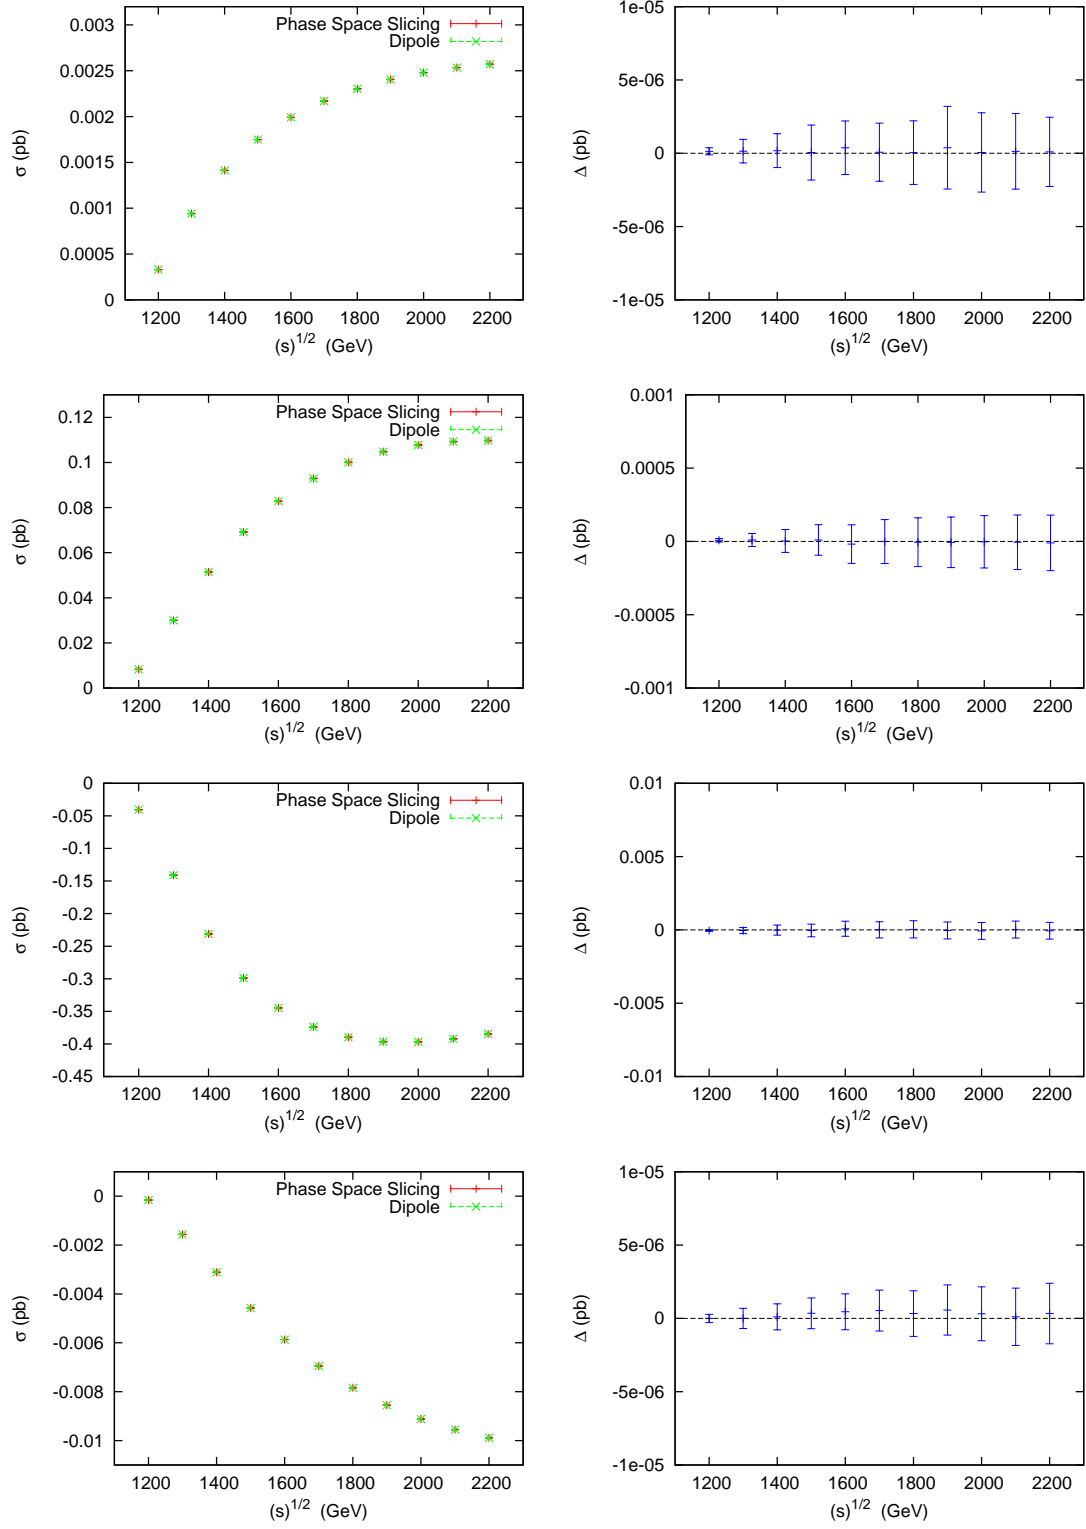 0.003
0.0025
0.002
0.0015
0.001
0.0005
0
σ (pb)
Phase Space Slicing
Dipole
1200 1400 1600 1800 2000 2200
(s)^1/2 (GeV)
1e-05
5e-06
0
-5e-06
-1e-05
Δ (pb)
1200 1400 1600 1800 2000 2200
(s)^1/2 (GeV)
0.12
0.1
0.08
0.06
0.04
0.02
0
σ (pb)
Phase Space Slicing
Dipole
1200 1400 1600 1800 2000 2200
(s)^1/2 (GeV)
0.001
0.0005
0
-0.0005
-0.001
Δ (pb)
1200 1400 1600 1800 2000 2200
(s)^1/2 (GeV)
0
-0.05
-0.1
-0.15
-0.2
-0.25
-0.3
-0.35
-0.4
-0.45
σ (pb)
Phase Space Slicing
Dipole
1200 1400 1600 1800 2000 2200
(s)^1/2 (GeV)
0.01
0.005
0
-0.005
-0.01
Δ (pb)
1200 1400 1600 1800 2000 2200
(s)^1/2 (GeV)
0
-0.002
-0.004
-0.006
-0.008
-0.01
σ (pb)
Phase Space Slicing
Dipole
1200 1400 1600 1800 2000 2200
(s)^1/2 (GeV)
1e-05
5e-06
0
-5e-06
-1e-05
Δ (pb)
1200 1400 1600 1800 2000 2200
(s)^1/2 (GeV)